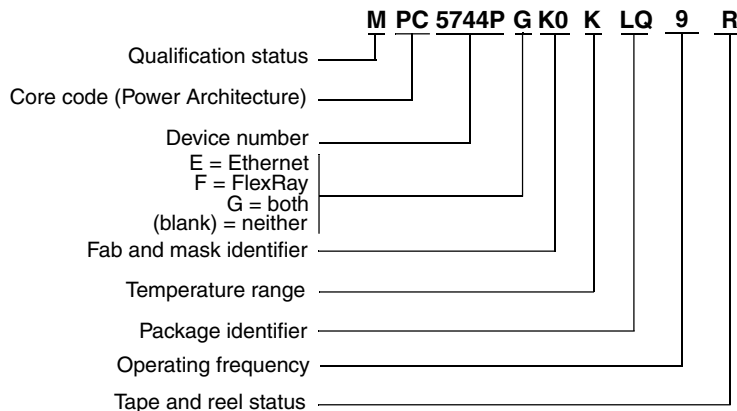 M PC 5744P G K0 K LQ 9 R
Qualification status
Core code (Power Architecture)
Device number
E = Ethernet
F = FlexRay
G = both
(blank) = neither
Fab and mask identifier
Temperature range
Package identifier
Operating frequency
Tape and reel status